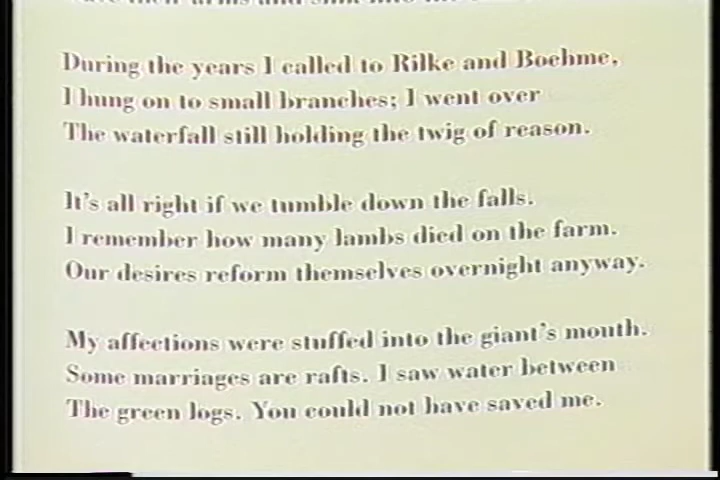 During the years I called to Rilke and Boehme,
I hung on to small branches; I went over
The waterfall still holding the twig of reason.
It's all right if we tumble down the falls.
I remember how many lambs died on the farm.
Our desires reform themselves overnight anyway.
My affections were stuffed into the giant's mouth.
Some marriages are rafts. I saw water between
The green logs. You could not have saved me.